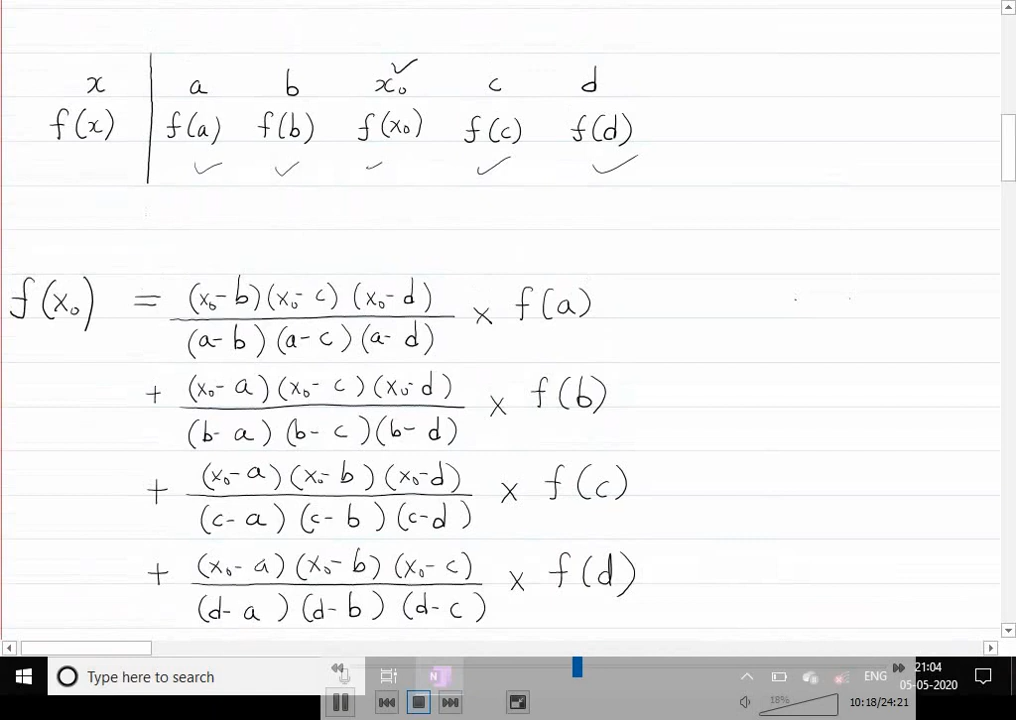 x a b x₀ c d
f(x) f(a) f(b) f(x₀) f(c) f(d)
f(x₀) = (x₀-b)(x₀-c)(x₀-d) × f(a)
(a-b)(a-c)(a-d)
+ (x₀-a)(x₀-c)(x₀-d) × f(b)
(b-a)(b-c)(b-d)
+ (x₀-a)(x₀-b)(x₀-d) × f(c)
(c-a)(c-b)(c-d)
+ (x₀-a)(x₀-b)(x₀-c) × f(d)
(d-a)(d-b)(d-c)
Type here to search
ENG
21:04
05-05-2020
18%
10:18/24:21